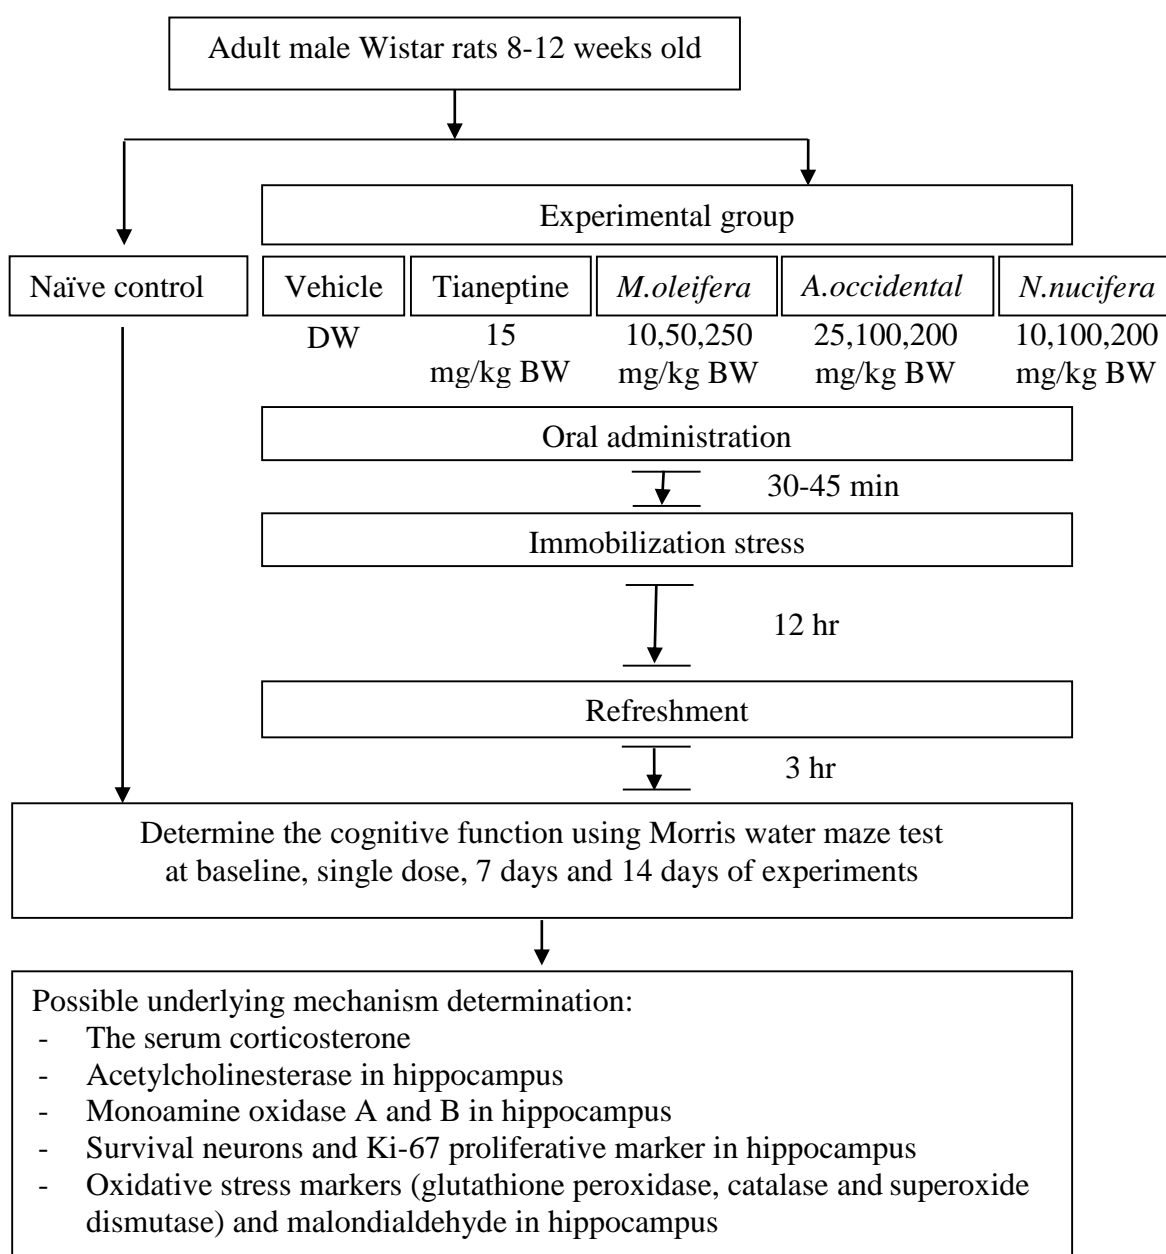 Adult male Wistar rats 8-12 weeks old
Experimental group
Naïve control
Vehicle
Tianeptine
M.oleifera
A.occidental
N.nucifera
DW
15
mg/kg BW
10,50,250
mg/kg BW
25,100,200
mg/kg BW
10,100,200
mg/kg BW
Oral administration
30-45 min
Immobilization stress
12 hr
Refreshment
3 hr
Determine the cognitive function using Morris water maze test
at baseline, single dose, 7 days and 14 days of experiments
Possible underlying mechanism determination:
- The serum corticosterone
- Acetylcholinesterase in hippocampus
- Monoamine oxidase A and B in hippocampus
- Survival neurons and Ki-67 proliferative marker in hippocampus
- Oxidative stress markers (glutathione peroxidase, catalase and superoxide
dismutase) and malondialdehyde in hippocampus